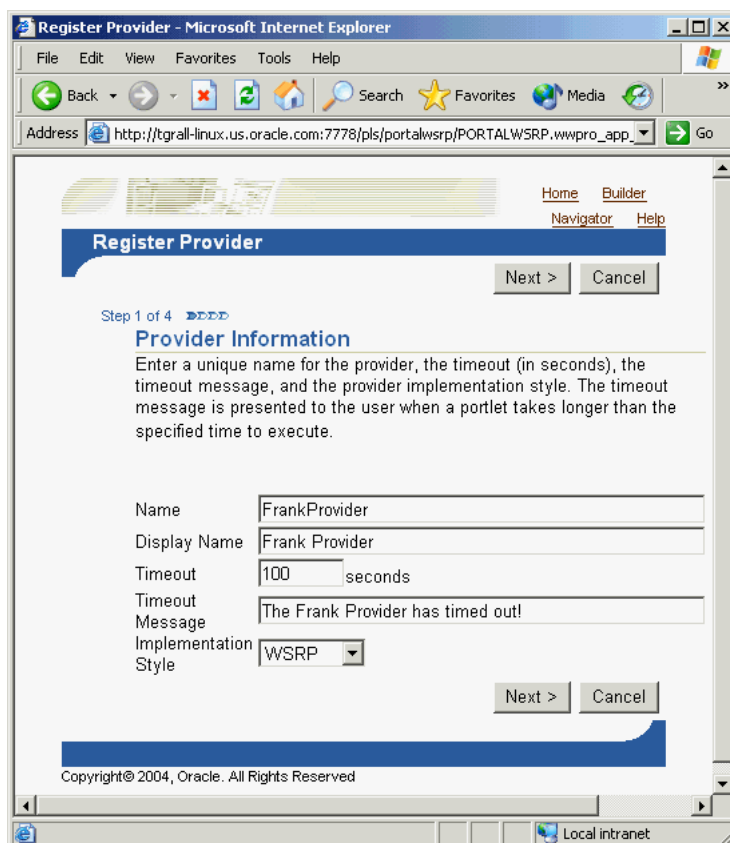 Register Provider - Microsoft Internet Explorer
File Edit View Favorites Tools Help
Back Search Favorites Media »
Address http://tgrall-linux.us.oracle.com:7778/pls/portalwsrp/PORTALWSRP.wwpro_app_ Go
Home Builder
Navigator Help
Register Provider
Next > Cancel
Step 1 of 4
Provider Information
Enter a unique name for the provider, the timeout (in seconds), the
timeout message, and the provider implementation style. The timeout
message is presented to the user when a portlet takes longer than the
specified time to execute.
Name FrankProvider
Display Name Frank Provider
Timeout 100 seconds
Timeout
Message The Frank Provider has timed out!
Implementation
Style WSRP
Next > Cancel
Copyright© 2004, Oracle. All Rights Reserved
Local intranet